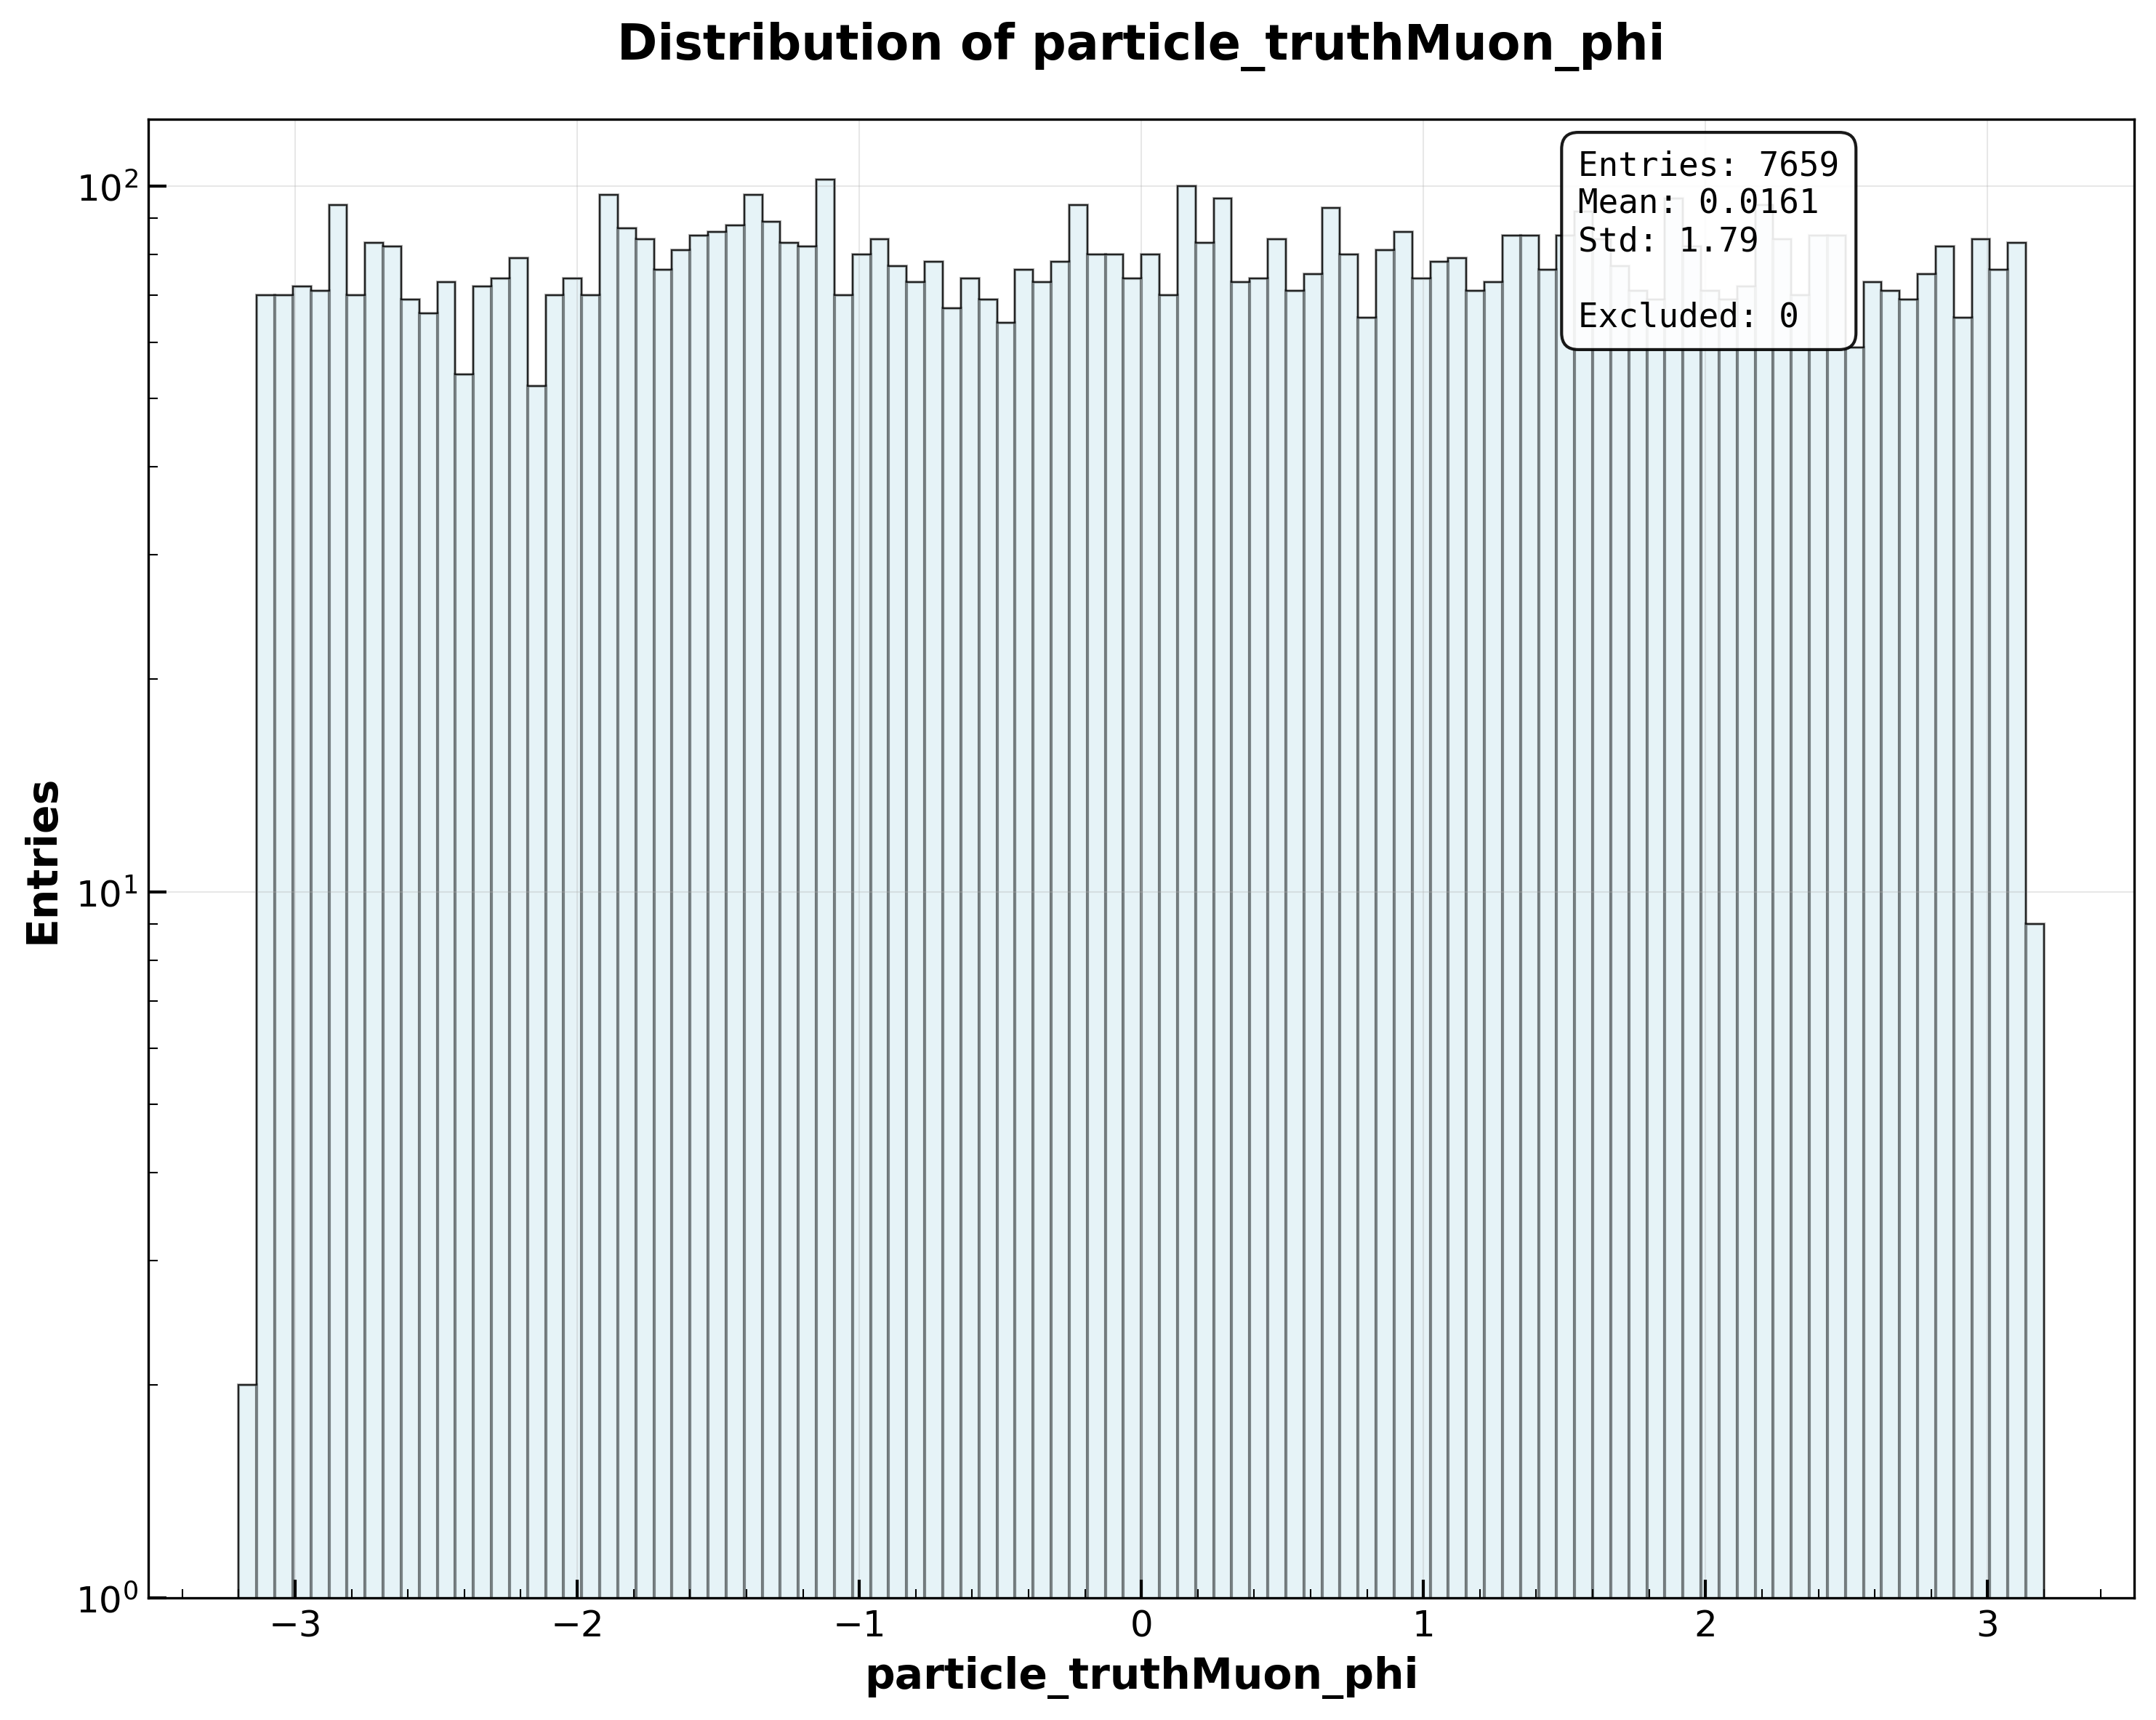 Distribution of particle_truthMuon_phi
Entries: 7659
Mean: 0.0161
Std: 1.79
Excluded: 0
Entries
10²
10¹
10⁰
−3 −2 −1 0 1 2 3
particle_truthMuon_phi